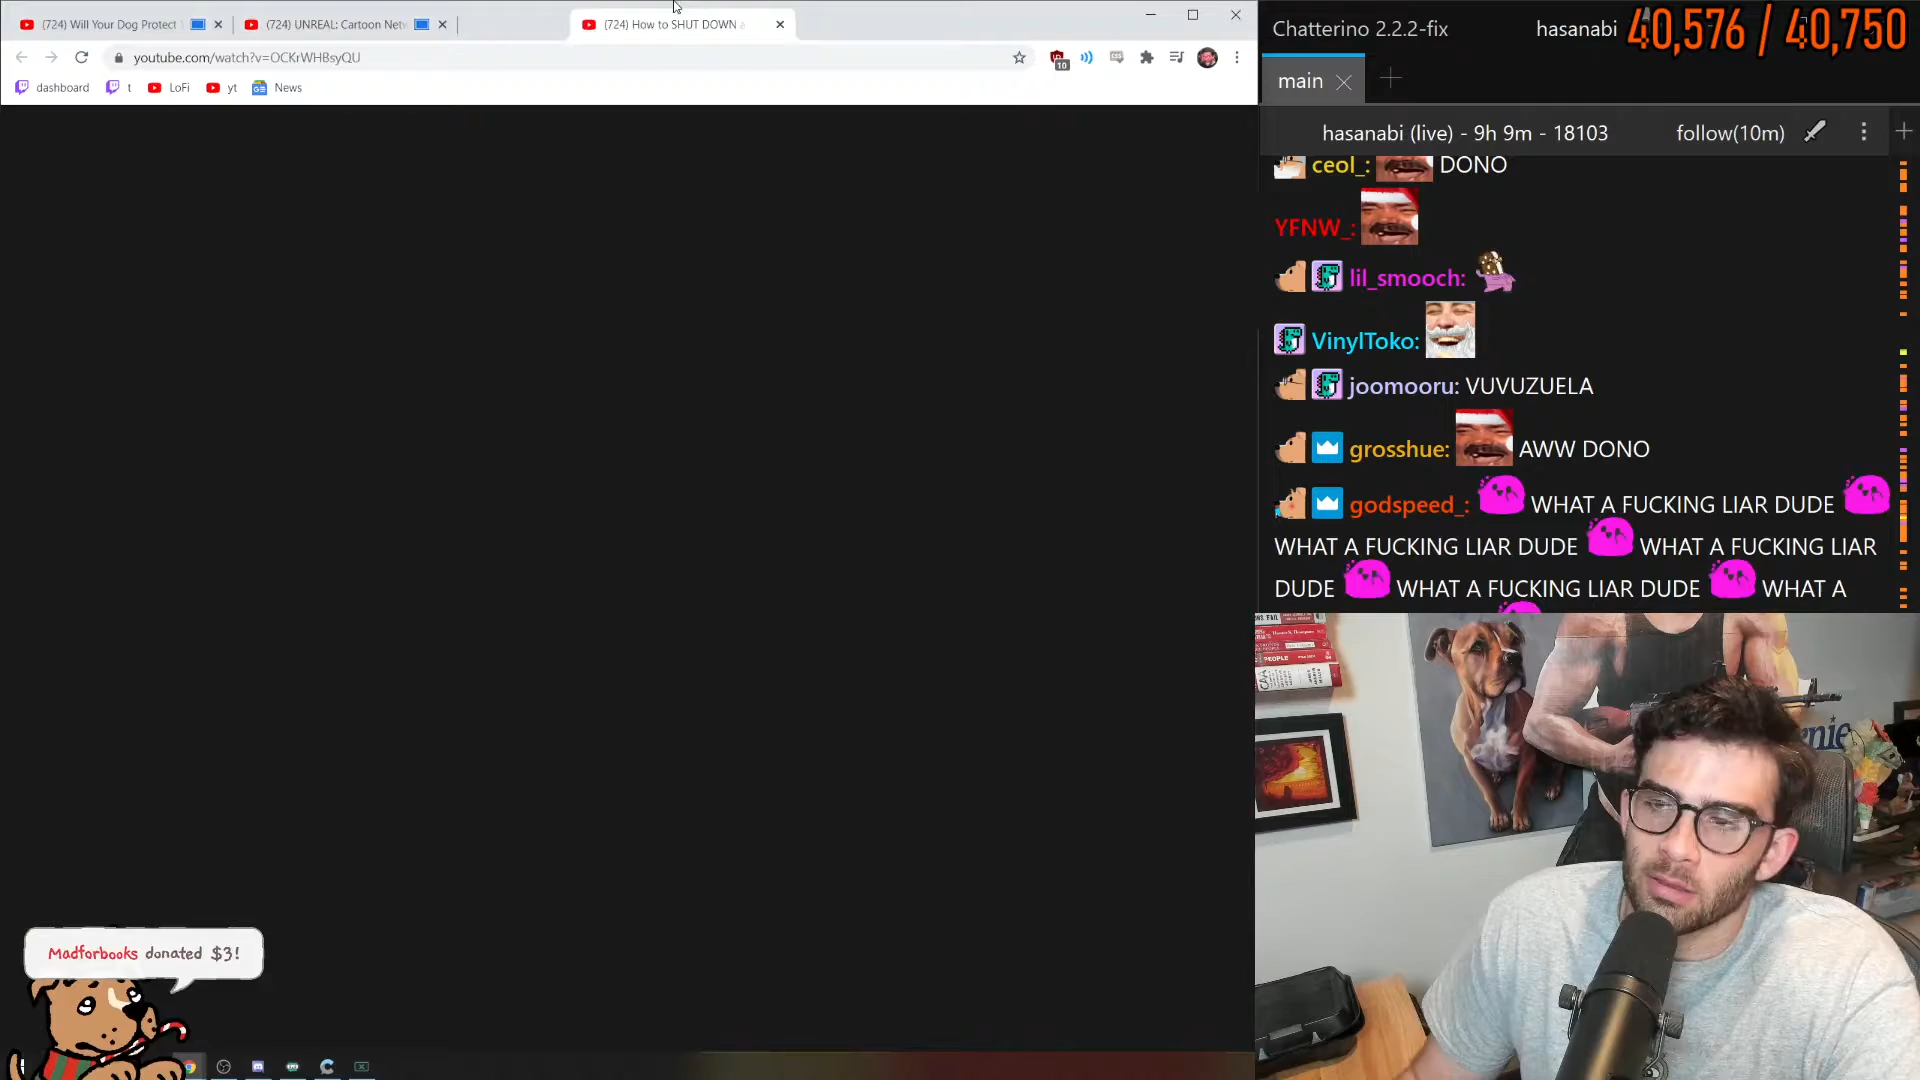 (724) Will Your Dog Protect
(724) UNREAL: Cartoon Netw
(724) How to SHUT DOWN
youtube.com/watch?v=OCKrWHBsyQU
10
dashboard
t
LoFi
yt
News
Chatterino 2.2.2-fix
hasanabi
40,576 / 40,750
main
hasanabi (live) - 9h 9m - 18103
follow(10m)
ceol_: DONO
YFNW_:
lil_smooch:
VinylToko:
joomooru: VUVUZUELA
grosshue: AWW DONO
godspeed_: WHAT A FUCKING LIAR DUDE
WHAT A FUCKING LIAR DUDE WHAT A FUCKING LIAR
DUDE WHAT A FUCKING LIAR DUDE WHAT A
PEOPLE
Madforbooks donated $3!